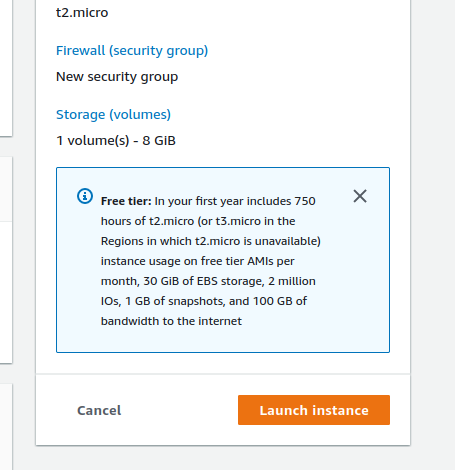 t2.micro
Firewall (security group)
New security group
Storage (volumes)
1 volume(s) - 8 GiB
Free tier: In your first year includes 750
hours of t2.micro (or t3.micro in the
Regions in which t2.micro is unavailable)
instance usage on free tier AMIs per
month, 30 GiB of EBS storage, 2 million
IOs, 1 GB of snapshots, and 100 GB of
bandwidth to the internet
Cancel
Launch instance